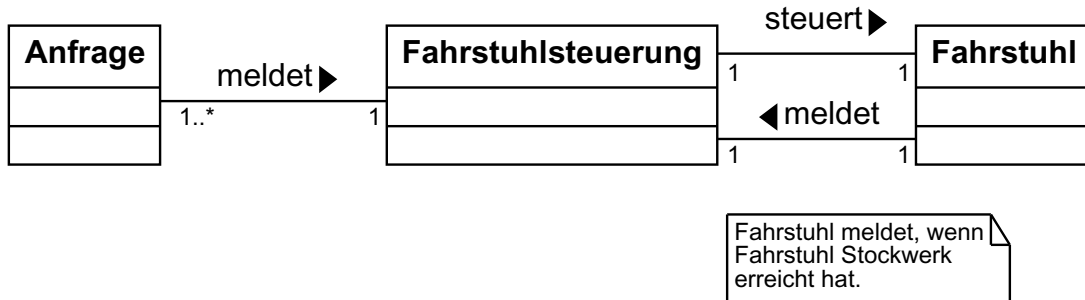 steuert
Anfrage
Fahrstuhlsteuerung
Fahrstuhl
meldet
1
1
1..*
1
meldet
1
1
Fahrstuhl meldet, wenn
Fahrstuhl Stockwerk
erreicht hat.